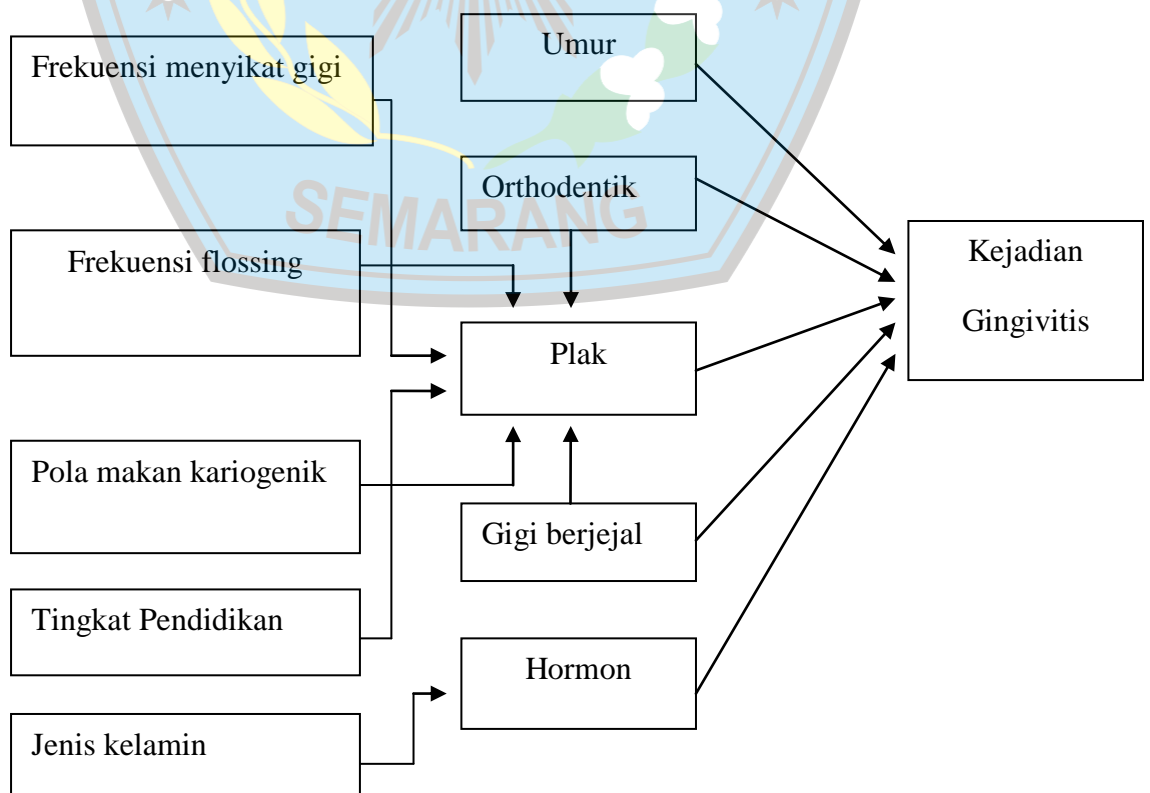 Umur
Frekuensi menyikat gigi
Orthodentik
SEMARANG
Kejadian
Gingivitis
Frekuensi flossing
Plak
Pola makan kariogenik
Gigi berjejal
Tingkat Pendidikan
Hormon
Jenis kelamin